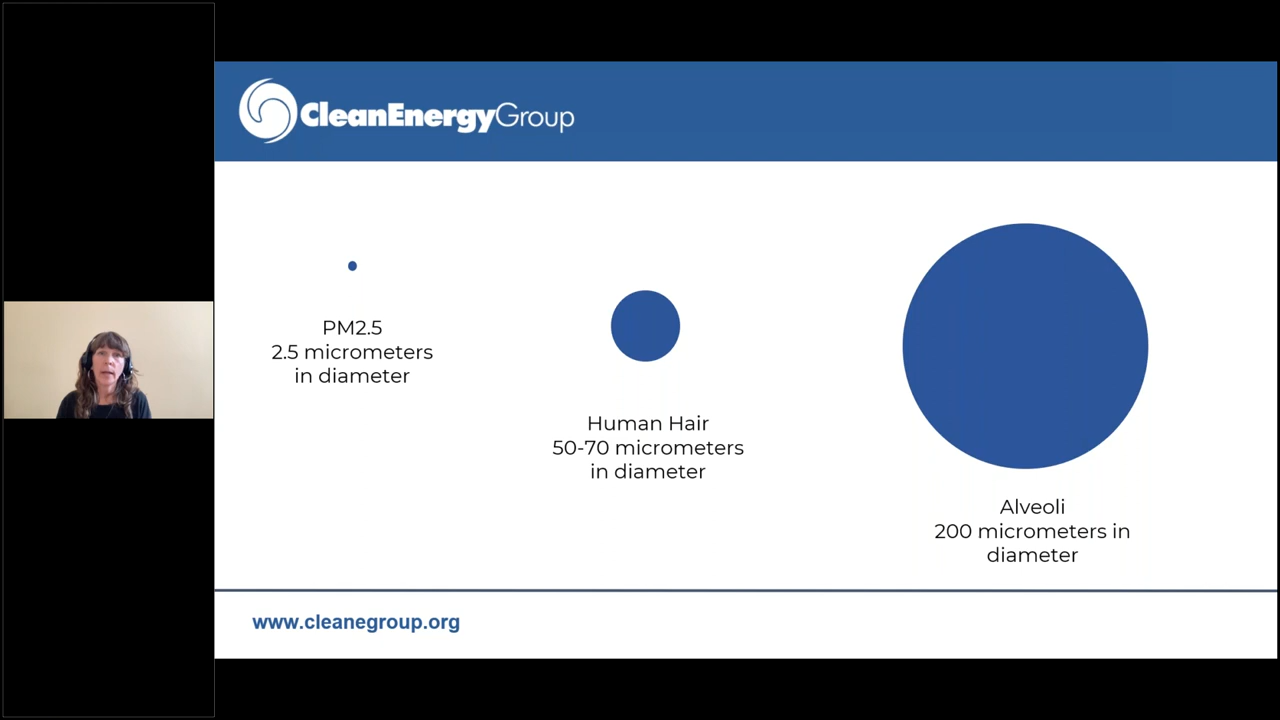 CleanEnergyGroup
PM2.5
2.5 micrometers
in diameter
Human Hair
50-70 micrometers
in diameter
Alveoli
200 micrometers in
diameter
www.cleanegroup.org